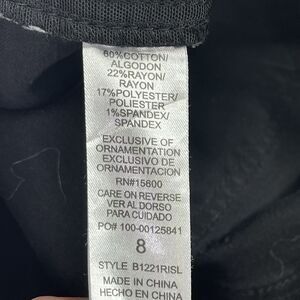 60%COTTON/
ALGODON
22%RAYON/
RAYON
17%POLYESTER/
POLIESTER
1%SPANDEX/
SPANDEX
EXCLUSIVE OF
ORNAMENTATION
EXCLUSIVO DE
ORNAMENTACION
RN#15600
CARE ON REVERSE
VER AL DORSO
PARA CUIDADO
PO# 100-00125841
8
STYLE B1221RISL
MADE IN CHINA
HECHO EN CHINA